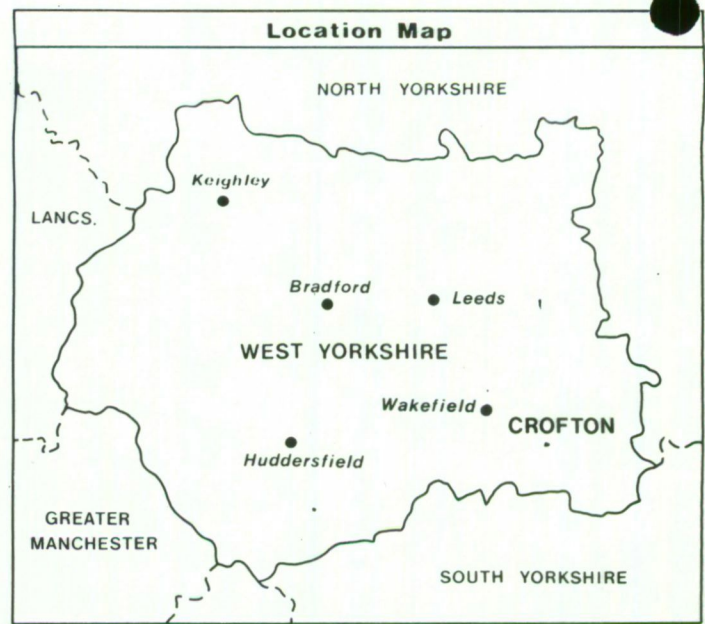 Location Map
NORTH YORKSHIRE
Keighley
LANCS.
Bradford
Leeds
WEST YORKSHIRE
Wakefield
CROFTON
Huddersfield
GREATER
MANCHESTER
SOUTH YORKSHIRE